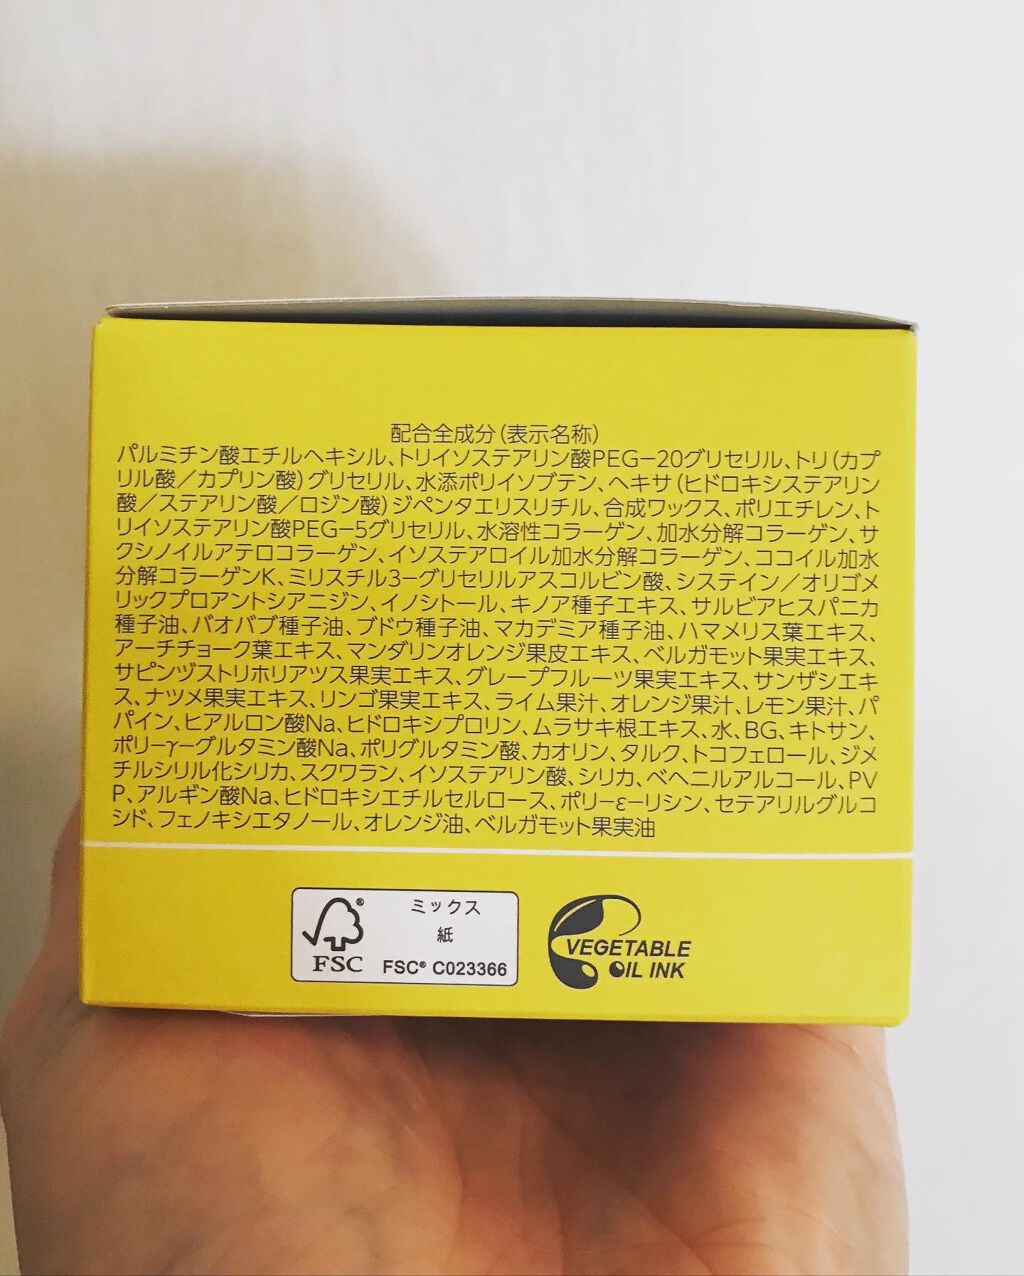 配合全成分(表示名称)
パルミチン酸エチルヘキシル、トリイソステアリン酸PEG−20グリセリル、トリ(カプ
リル酸/カプリン酸)グリセリル、水添ポリイソブテン、ヘキサ(ヒドロキシステアリン
酸/ステアリン酸/ロジン酸)ジペンタエリスリチル、合成ワックス、ポリエチレン、ト
リイソステアリン酸PEG−5グリセリル、水溶性コラーゲン、加水分解コラーゲン、サ
クシノイルアテロコラーゲン、イソステアロイル加水分解コラーゲン、ココイル加水
分解コラーゲンK、ミリスチル3−グリセリルアスコルビン酸、システイン/オリゴメ
リックプロアントシアニジン、イノシトール、キノア種子エキス、サルビアヒスパニカ
種子油、バオバブ種子油、ブドウ種子油、マカデミア種子油、ハマメリス葉エキス、
アーチチョーク葉エキス、マンダリンオレンジ果皮エキス、ベルガモット果実エキス、
サピンヅストリホリアツス果実エキス、グレープフルーツ果実エキス、サンザシエキ
ス、ナツメ果実エキス、リンゴ果実エキス、ライム果汁、オレンジ果汁、レモン果汁、パ
パイン、ヒアルロン酸Na、ヒドロキシプロリン、ムラサキ根エキス、水、BG、キトサン、
ポリ−γ−グルタミン酸Na、ポリグルタミン酸、カオリン、タルク、トコフェロール、ジメ
チルシリル化シリカ、スクワラン、イソステアリン酸、シリカ、ベヘニルアルコール、PV
P、アルギン酸Na、ヒドロキシエチルセルロース、ポリ−ε−リシン、セテアリルグルコ
シド、フェノキシエタノール、オレンジ油、ベルガモット果実油
ミックス
紙
FSC
FSC® C023366
VEGETABLE
OIL INK